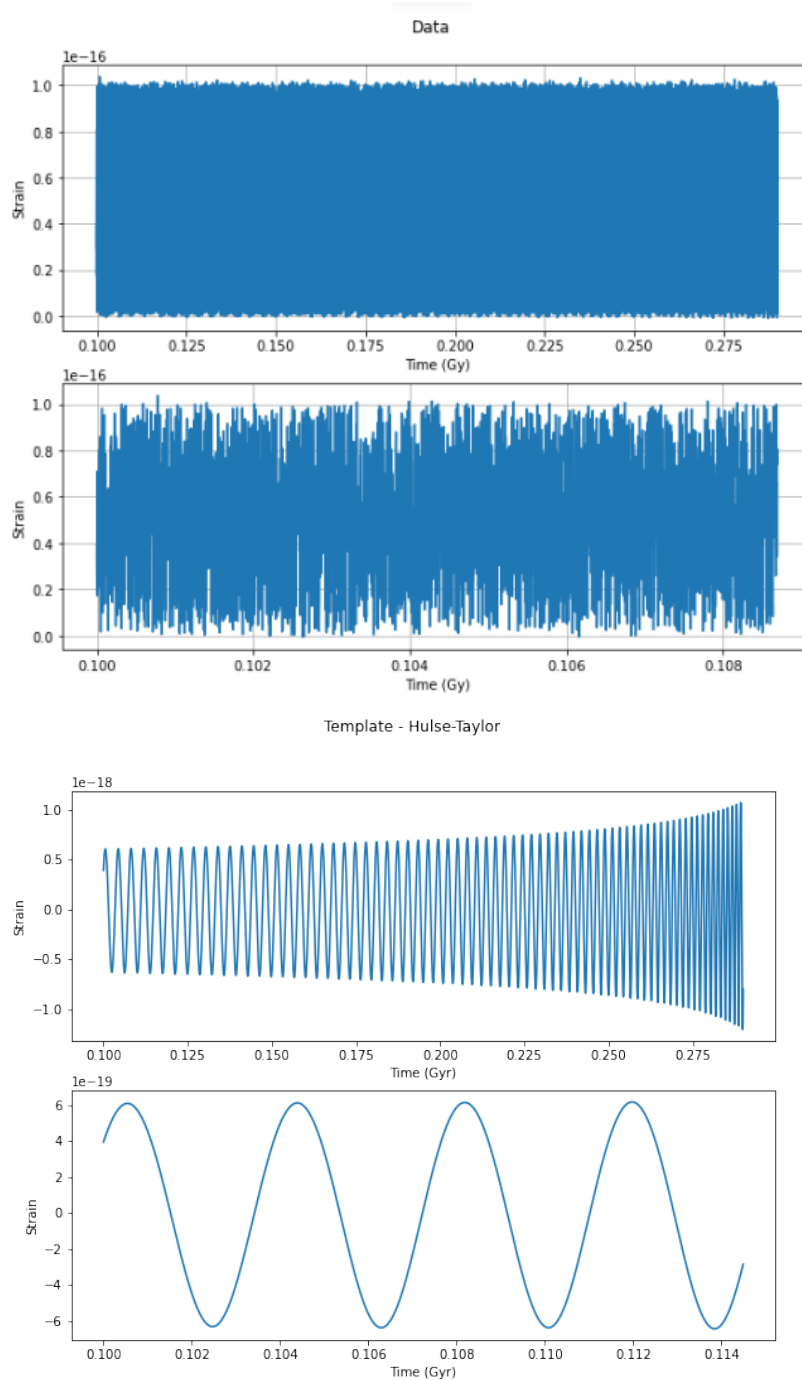 Data
1e−16
1.0
0.8
0.6
0.4
0.2
0.0
Strain
0.100 0.125 0.150 0.175 0.200 0.225 0.250 0.275
Time (Gy)
1e−16
1.0
0.8
0.6
0.4
0.2
0.0
Strain
0.100 0.102 0.104 0.106 0.108
Time (Gy)
Template - Hulse-Taylor
1e−18
1.0
0.5
0.0
−0.5
−1.0
Strain
0.100 0.125 0.150 0.175 0.200 0.225 0.250 0.275
Time (Gyr)
1e−19
6
4
2
0
−2
−4
−6
Strain
0.100 0.102 0.104 0.106 0.108 0.110 0.112 0.114
Time (Gyr)